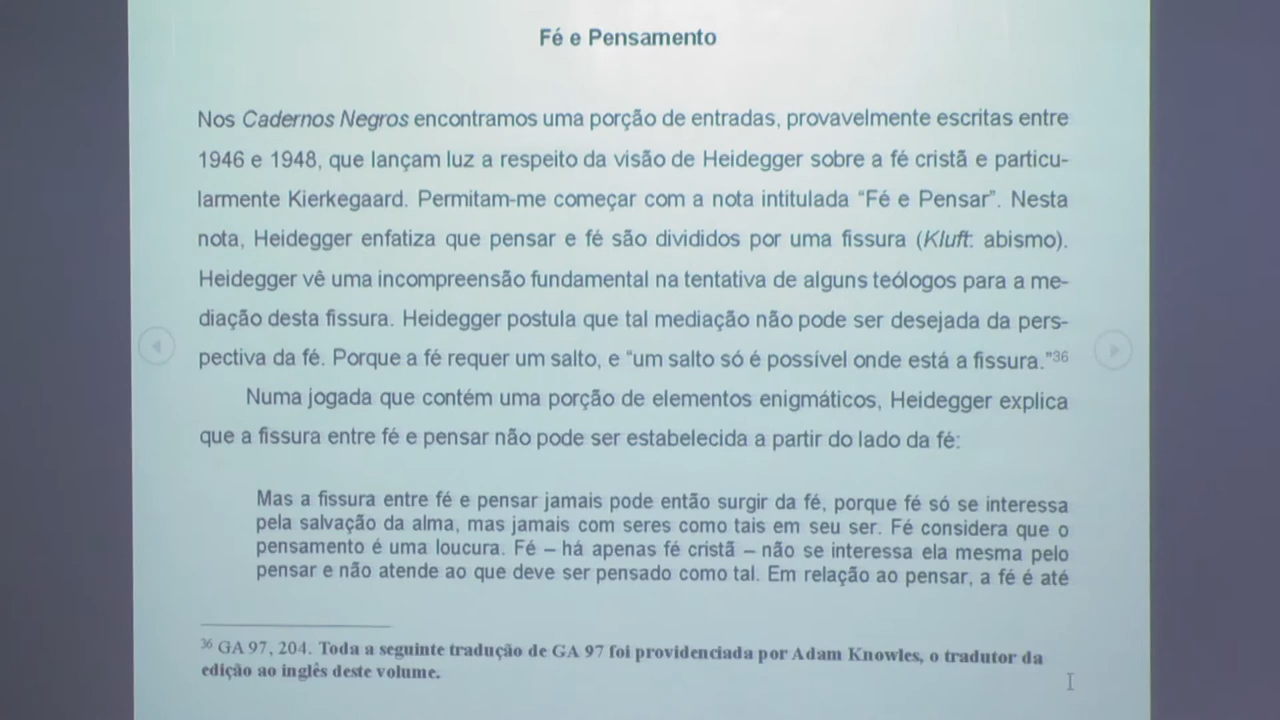 Fé e Pensamento
Nos Cadernos Negros encontramos uma porção de entradas, provavelmente escritas entre
1946 e 1948, que lançam luz a respeito da visão de Heidegger sobre a fé cristã e particu-
larmente Kierkegaard. Permitam-me começar com a nota intitulada “Fé e Pensar”. Nesta
nota, Heidegger enfatiza que pensar e fé são divididos por uma fissura (Kluft: abismo).
Heidegger vê uma incompreensão fundamental na tentativa de alguns teólogos para a me-
diação desta fissura. Heidegger postula que tal mediação não pode ser desejada da pers-
pectiva da fé. Porque a fé requer um salto, e “um salto só é possível onde está a fissura.”36
Numa jogada que contém uma porção de elementos enigmáticos, Heidegger explica
que a fissura entre fé e pensar não pode ser estabelecida a partir do lado da fé:
Mas a fissura entre fé e pensar jamais pode então surgir da fé, porque fé só se interessa
pela salvação da alma, mas jamais com seres como tais em seu ser. Fé considera que o
pensamento é uma loucura. Fé – há apenas fé cristã – não se interessa ela mesma pelo
pensar e não atende ao que deve ser pensado como tal. Em relação ao pensar, a fé é até
36 GA 97, 204. Toda a seguinte tradução de GA 97 foi providenciada por Adam Knowles, o tradutor da
edição ao inglês deste volume.